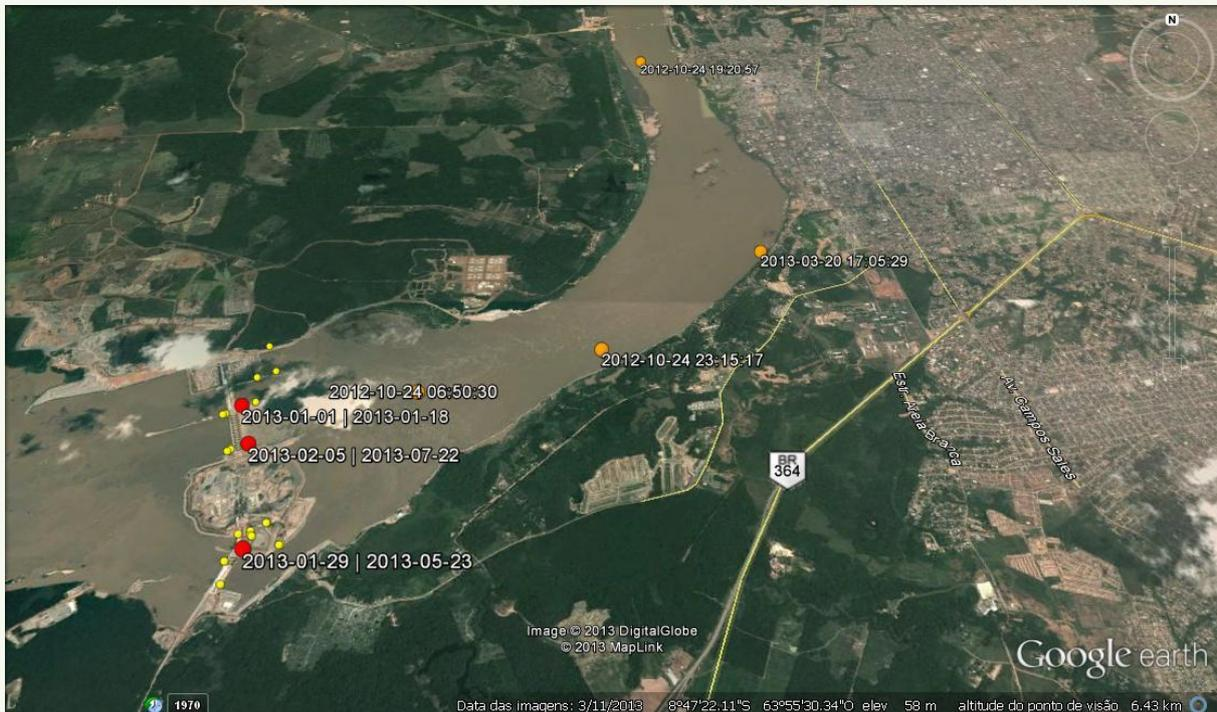 N
2012-10-24 19:20:57
2013-03-20 17:05:29
2012-10-24 23:15:17
2012-10-24 06:50:30
2013-01-01 | 2013-01-18
2013-02-05 | 2013-07-22
Estr. Areia Branca
Av. Campos Sales
BR
364
2013-01-29 | 2013-05-23
Image © 2013 DigitalGlobe
© 2013 MapLink
Google earth
1970
Data das imagens: 3/11/2013 8°47'22.11"S 63°55'30.34"O elev 58 m altitude do ponto de visão 6.43 km